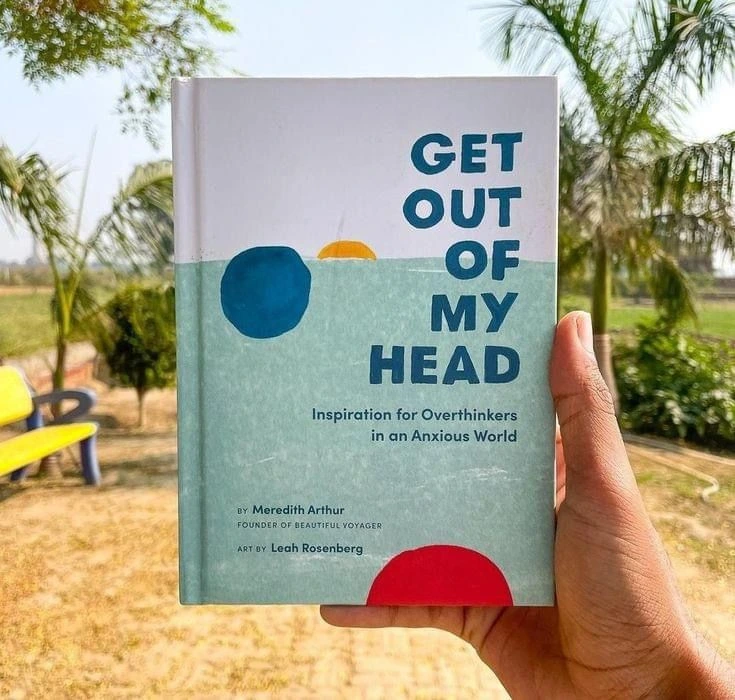 GET
OUT
OF
MY
HEAD
Inspiration for Overthinkers
in an Anxious World
BY Meredith Arthur
FOUNDER OF BEAUTIFUL VOYAGER
ART BY Leah Rosenberg